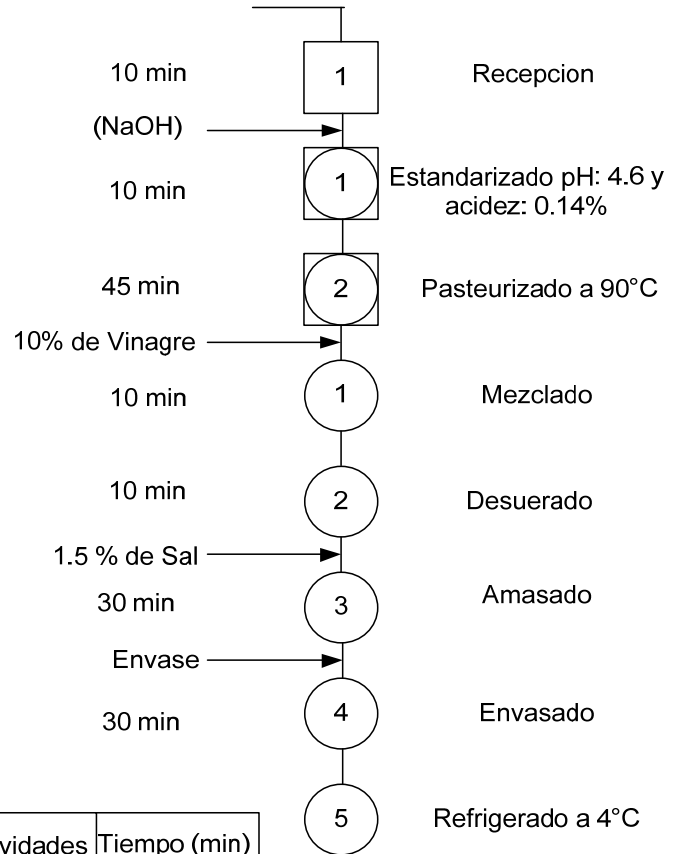 10 min 1 Recepcion
(NaOH)
10 min 1 Estandarizado pH: 4.6 y
acidez: 0.14%
45 min 2 Pasteurizado a 90°C
10% de Vinagre
10 min 1 Mezclado
10 min 2 Desuerado
1.5 % de Sal
30 min 3 Amasado
Envase
30 min 4 Envasado
5 Refrigerado a 4°C
vidades Tiempo (min)